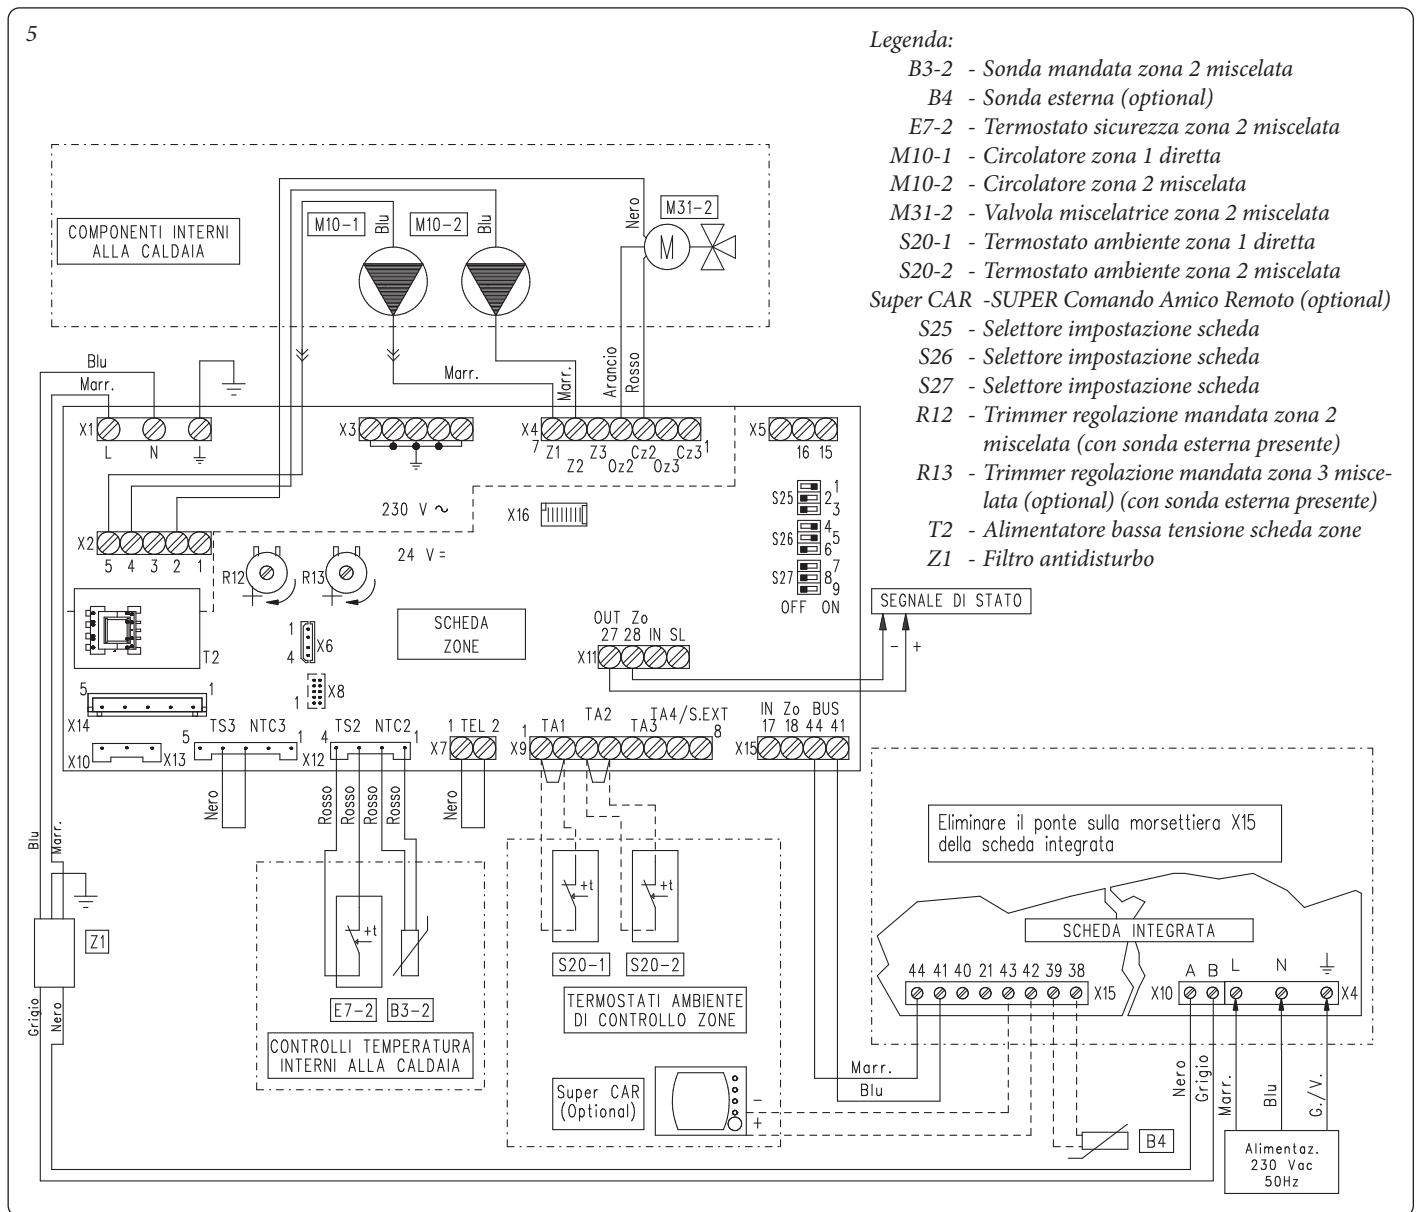 5
Legenda:
B3-2 - Sonda mandata zona 2 miscelata
B4 - Sonda esterna (optional)
E7-2 - Termostato sicurezza zona 2 miscelata
M10-1 - Circolatore zona 1 diretta
M10-2 - Circolatore zona 2 miscelata
M31-2 - Valvola miscelatrice zona 2 miscelata
S20-1 - Termostato ambiente zona 1 diretta
S20-2 - Termostato ambiente zona 2 miscelata
Super CAR -SUPER Comando Amico Remoto (optional)
S25 - Selettore impostazione scheda
S26 - Selettore impostazione scheda
S27 - Selettore impostazione scheda
R12 - Trimmer regolazione mandata zona 2
miscelata (con sonda esterna presente)
R13 - Trimmer regolazione mandata zona 3 misce-
lata (optional) (con sonda esterna presente)
T2 - Alimentatore bassa tensione scheda zone
Z1 - Filtro antidisturbo
COMPONENTI INTERNI
ALLA CALDAIA
M10-1
Blu
M10-2
Blu
Nero
M31-2
M
Blu
Marr.
Marr.
Marr.
Arancio
Rosso
X1
L N
X3
X4
7 Z1 Z2 Z3 Oz2 Cz2 Oz3 Cz3 1
X5
16 15
230 V ~
X16
S25
1
2
3
S26
4
5
6
S27
7
8
9
OFF ON
X2
5 4 3 2 1
24 V =
R12
R13
T2
SCHEDA
ZONE
1
4
X6
1
X8
SEGNALE DI STATO
- +
OUT Zo
27 28 IN SL
X11
5 1
X14
X10
X13
5 TS3 NTC3 1
X12
4 TS2 NTC2 1
X7
1 TEL 2
X9
1 TA1 TA2 TA3 TA4/S.EXT 8
IN Zo BUS
17 18 44 41
X15
Nero
Rosso
Rosso
Rosso
Rosso
Nero
Blu
Marr.
Z1
Grigio
Nero
+t
E7-2
B3-2
CONTROLLI TEMPERATURA
INTERNI ALLA CALDAIA
+t
+t
S20-1
S20-2
TERMOSTATI AMBIENTE
DI CONTROLLO ZONE
Super CAR
(Optional)
-
+
Eliminare il ponte sulla morsettiera X15
della scheda integrata
SCHEDA INTEGRATA
44 41 40 21 43 42 39 38
X15
X10
A B L N
X4
Marr.
Blu
B4
Nero
Grigio
Marr.
Blu
G./V.
Alimentaz.
230 Vac
50Hz